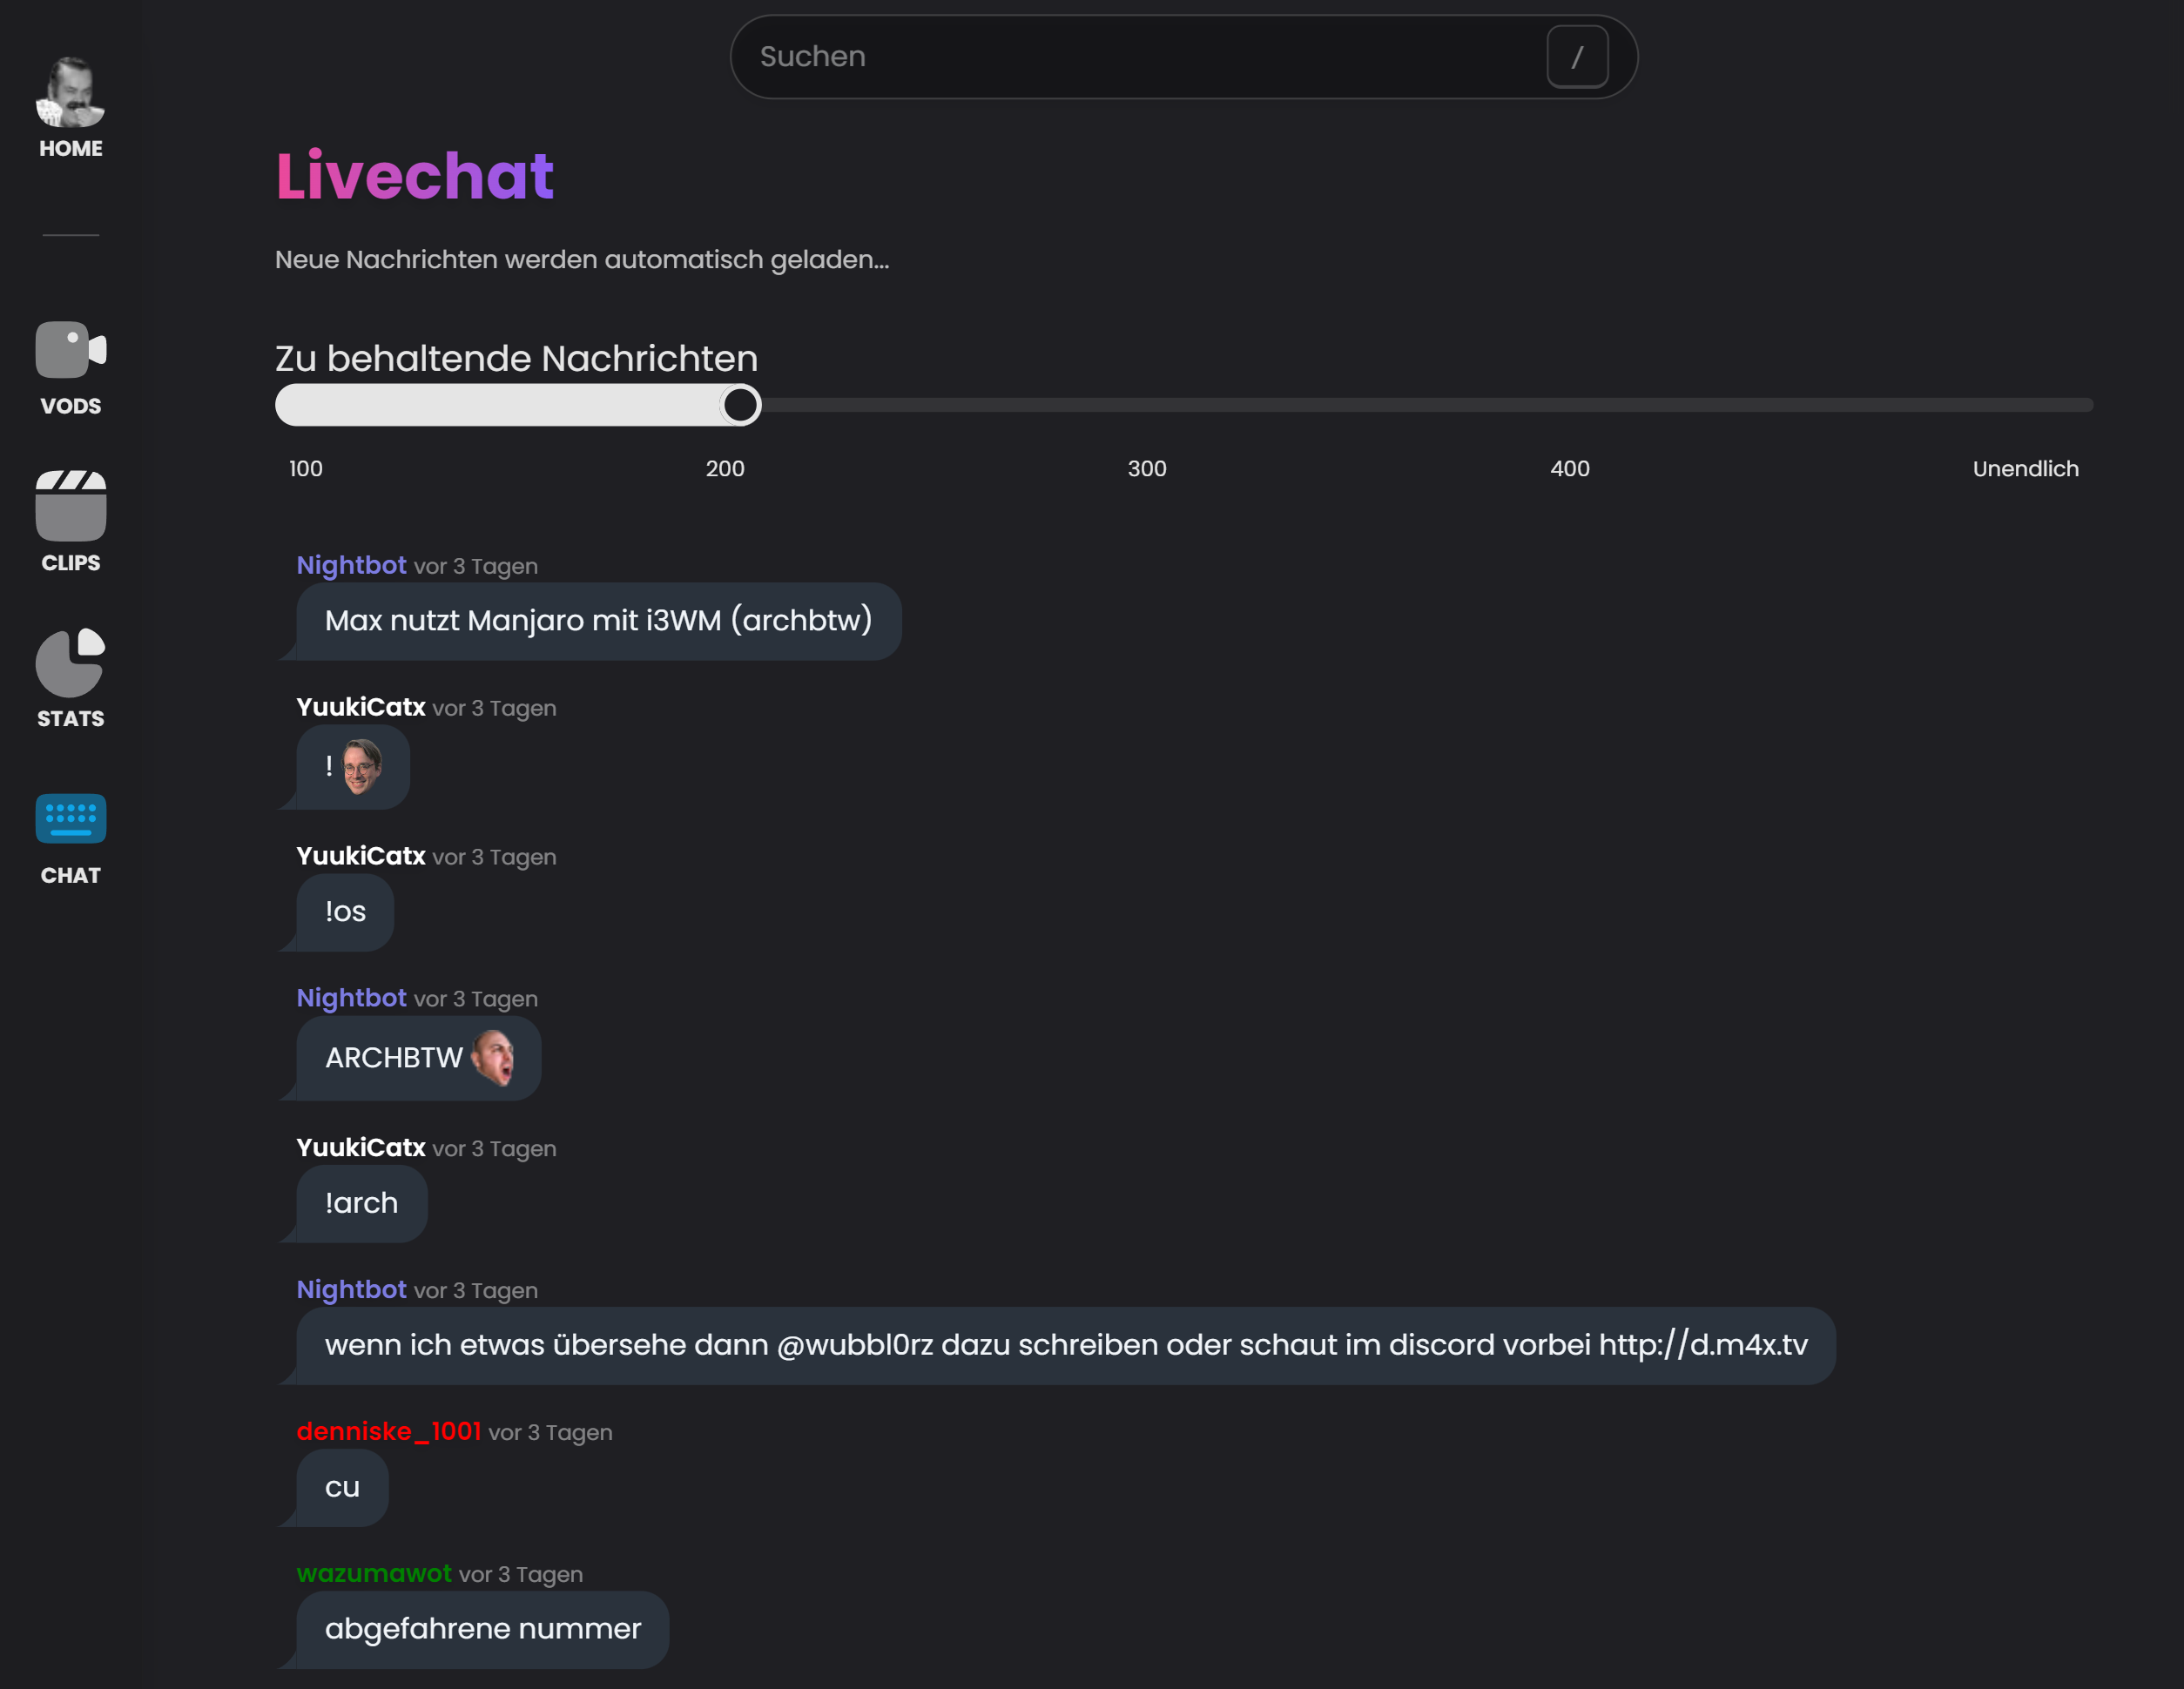 Suchen /
HOME
Livechat
Neue Nachrichten werden automatisch geladen...
VODS
Zu behaltende Nachrichten
100 200 300 400 Unendlich
CLIPS
STATS
CHAT
Nightbot vor 3 Tagen
Max nutzt Manjaro mit i3WM (archbtw)
YuukiCatx vor 3 Tagen
!
YuukiCatx vor 3 Tagen
!os
Nightbot vor 3 Tagen
ARCHBTW
YuukiCatx vor 3 Tagen
!arch
Nightbot vor 3 Tagen
wenn ich etwas übersehe dann @wubbl0rz dazu schreiben oder schaut im discord vorbei http://d.m4x.tv
denniske_1001 vor 3 Tagen
cu
wazumawot vor 3 Tagen
abgefahrene nummer